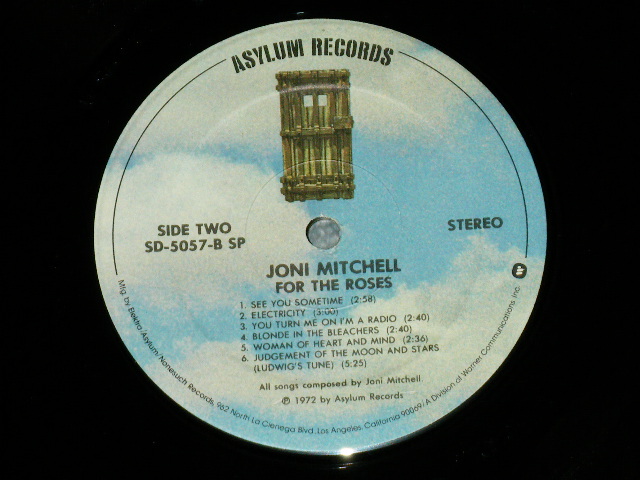 ASYLUM RECORDS
SIDE TWO
SD-5057-B SP
STEREO
JONI MITCHELL
FOR THE ROSES
1. SEE YOU SOMETIME (2:58)
2. ELECTRICITY (3:00)
3. YOU TURN ME ON I'M A RADIO (2:40)
4. BLONDE IN THE BLEACHERS (2:40)
5. WOMAN OF HEART AND MIND (2:36)
6. JUDGEMENT OF THE MOON AND STARS
(LUDWIG'S TUNE) (5:25)
All songs composed by Joni Mitchell
℗ 1972 by Asylum Records
Mfg. by Elektra/Asylum/Nonesuch Records, 962 North La Cienega Blvd., Los Angeles, California 90069/A Division of Warner Communications Inc.